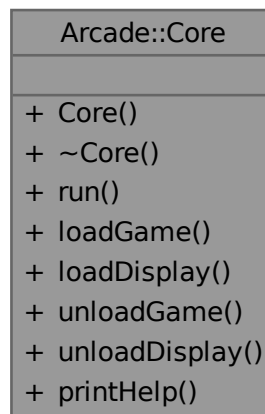 Arcade::Core
+ Core()
+ ~Core()
+ run()
+ loadGame()
+ loadDisplay()
+ unloadGame()
+ unloadDisplay()
+ printHelp()